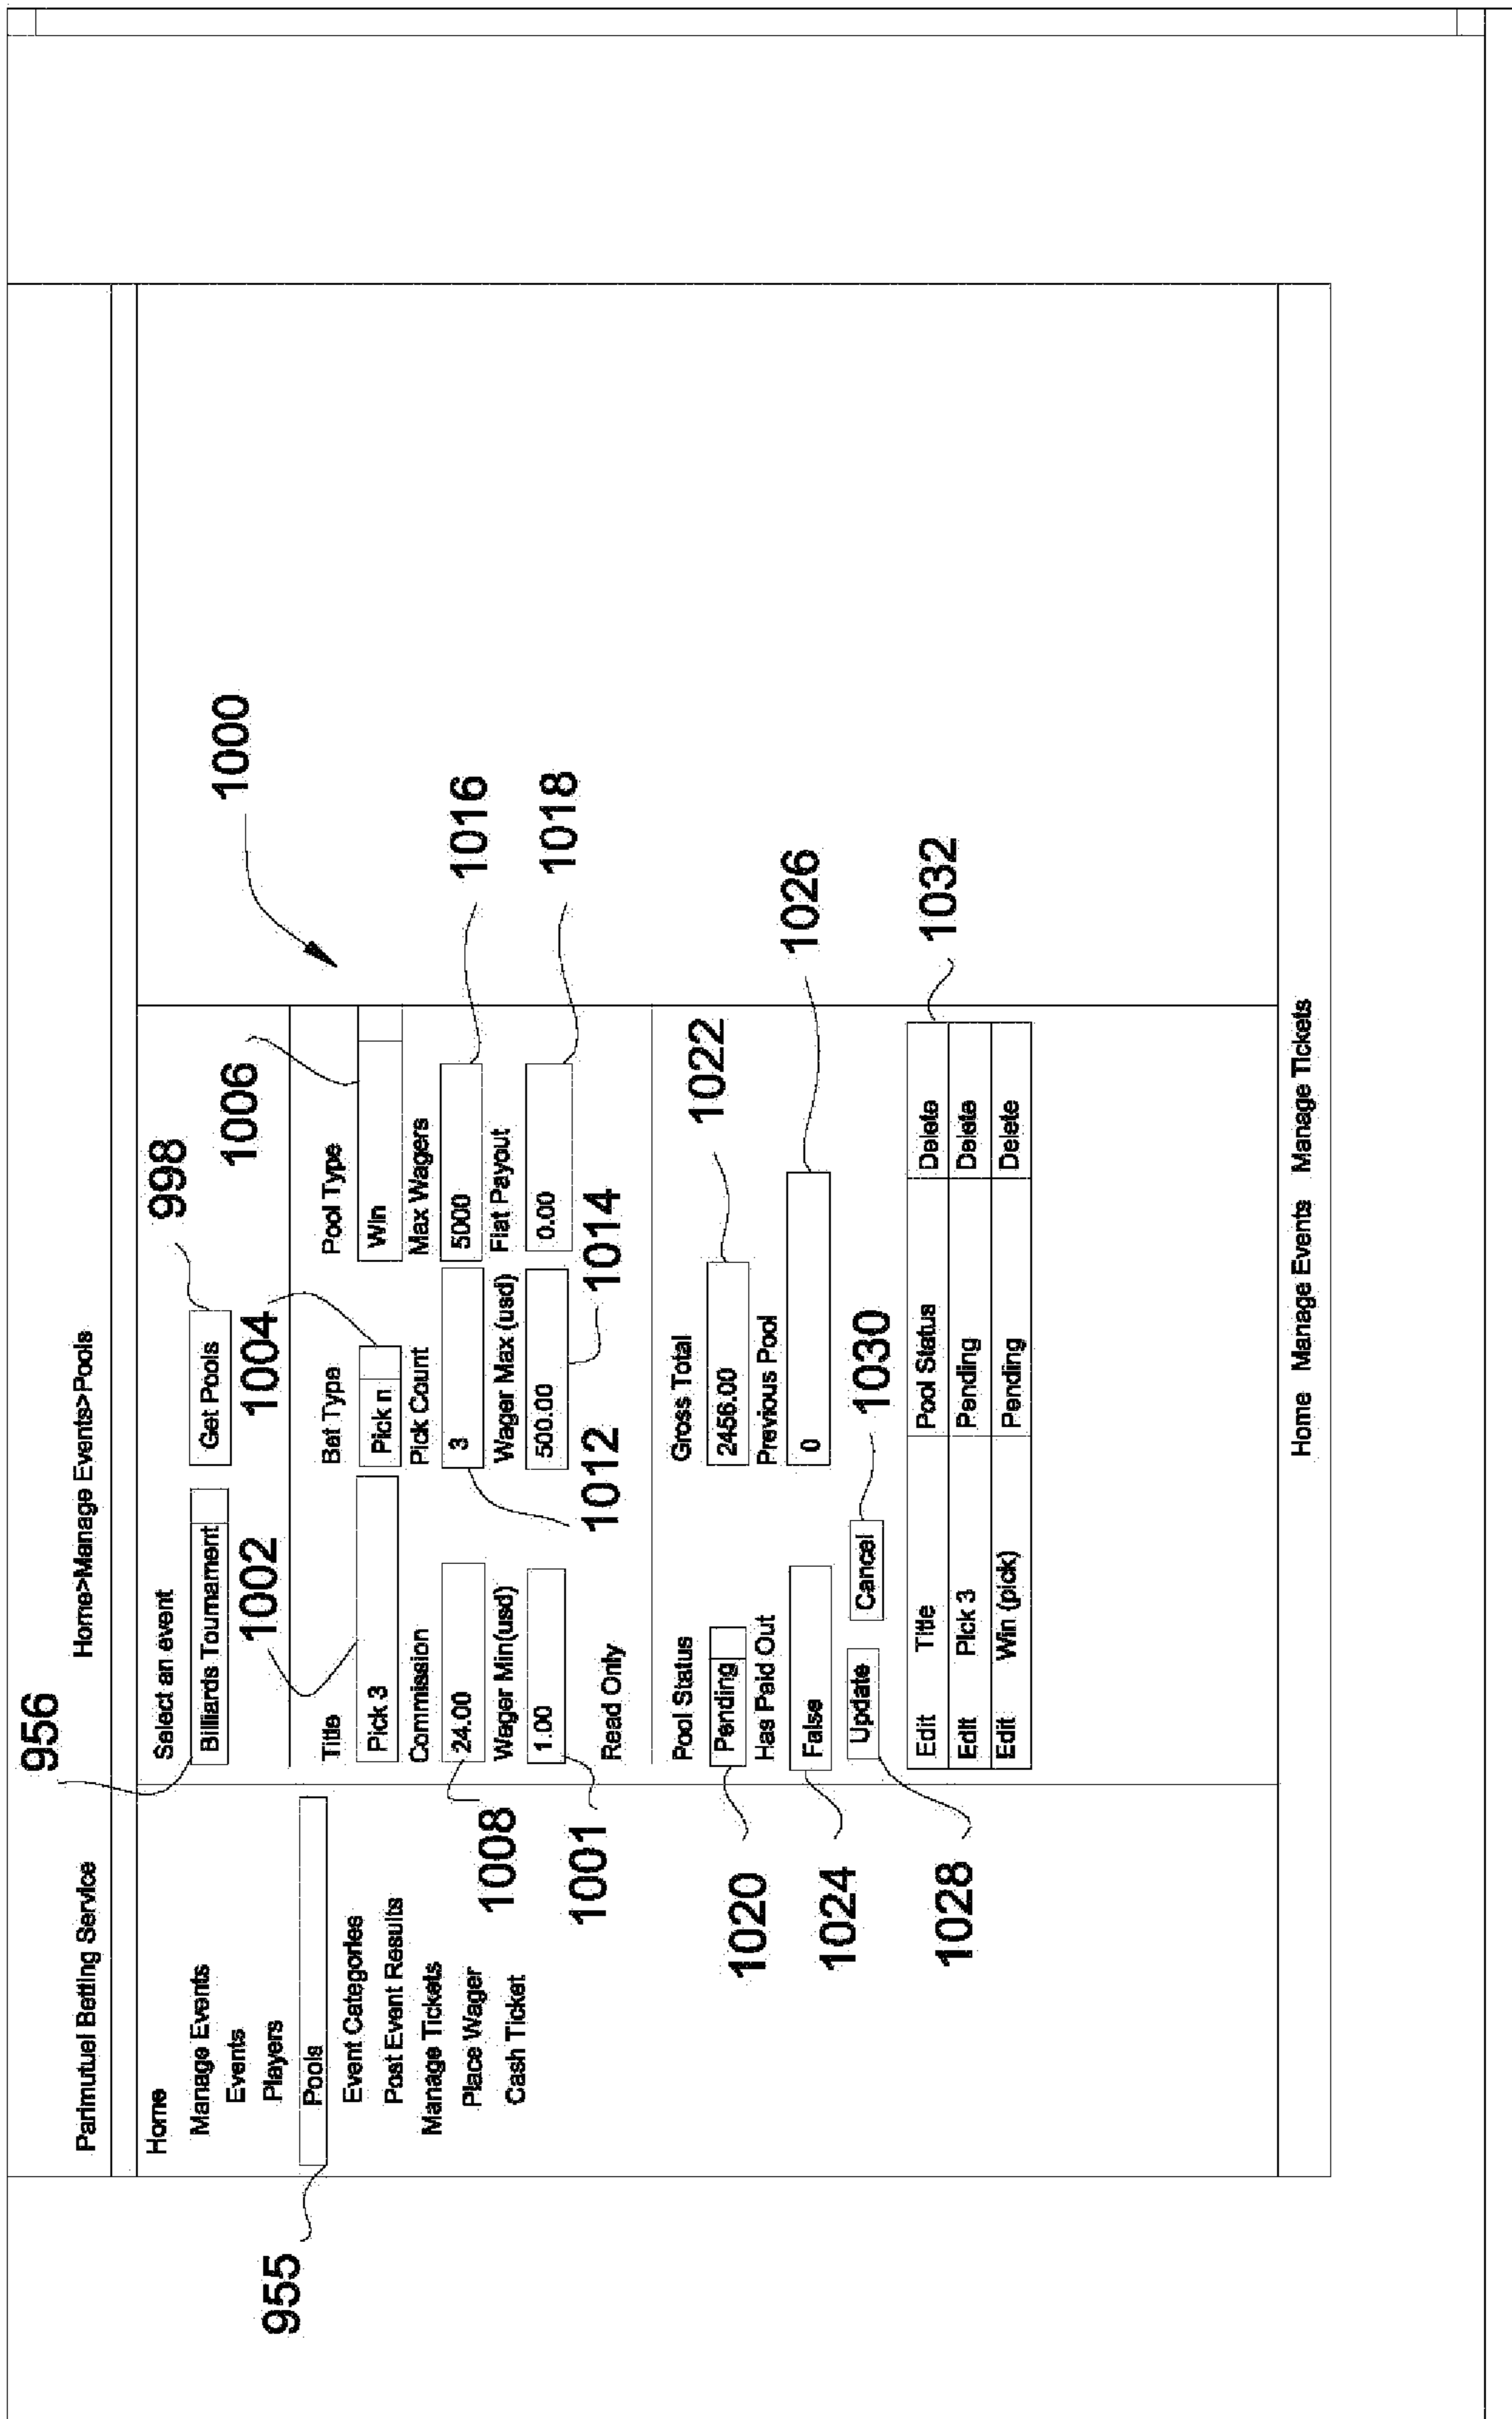 956
Parimutuel Betting Service Home>Manage Events>Pools
Home
Manage Events
Events
Players
Pools
Event Categories
Post Event Results
Manage Tickets
Place Wager
Cash Ticket
955
Select an event
Billiards Tournament Get Pools
998
1002 1004 1006 1000
Title Bet Type Pool Type
Pick 3 Pick n Win
Commission Pick Count Max Wagers
24.00 3 5000
1008 1016
Wager Min(usd) Wager Max (usd) Flat Payout
1.00 500.00 0.00
1001 1012 1014 1018
Read Only
Pool Status Gross Total
Pending 2456.00
1020 1022
Has Paid Out Previous Pool
False 0
1024 1026
Update Cancel
1028 1030 1032
Edit Title Pool Status Delete
Edit Pick 3 Pending Delete
Edit Win (pick) Pending Delete
Home Manage Events Manage Tickets